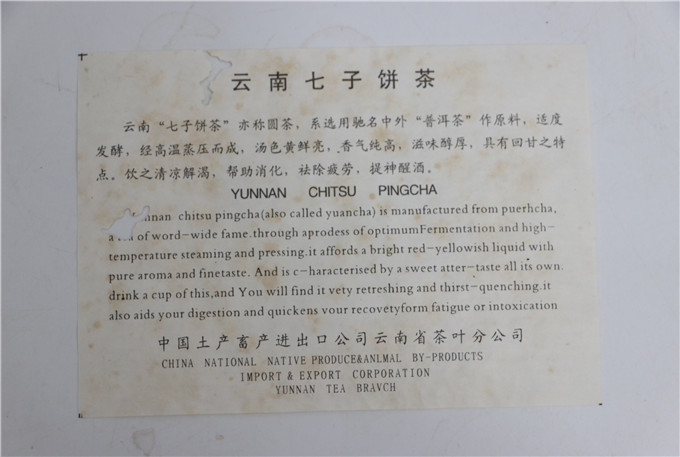 云南七子饼茶
云南“七子饼茶”亦称圆茶，系选用驰名中外“普洱茶”作原料，适度
发酵，经高温蒸压而成，汤色黄鲜亮，香气纯高，滋味醇厚，具有回甘之特
点。饮之清凉解渴，帮助消化，祛除疲劳，提神醒酒。
YUNNAN CHITSU PINGCHA
nnan chitsu pingcha(also called yuancha) is manufactured from puerhcha,
a of word-wide fame.through aprodess of optimumFermentation and high-
temperature steaming and pressing.it affords a bright red-yellowish liquid with
pure aroma and finetaste. And is c-haracterised by a sweet atter-taste all its own.
drink a cup of this,and You will find it vety retreshing and thirst-quenching.it
also aids your digestion and quickens vour recovetyform fatigue or intoxication
中国土产畜产进出口公司云南省茶叶分公司
CHINA NATIONAL NATIVE PRODUCE&ANLMAL BY-PRODUCTS
IMPORT & EXPORT CORPORATION
YUNNAN TEA BRAVCH